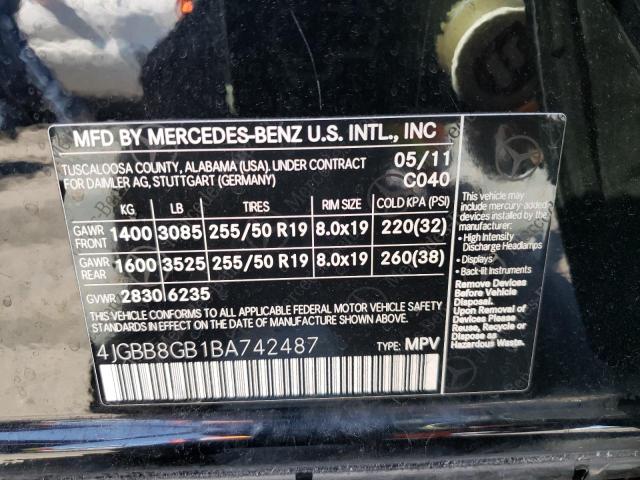 MFD BY MERCEDES-BENZ U.S. INTL., INC
TUSCALOOSA COUNTY, ALABAMA (USA), UNDER CONTRACT 05/11
FOR DAIMLER AG, STUTTGART (GERMANY) C040
KG LB TIRES RIM SIZE COLD KPA (PSI)
GAWR FRONT 1400 3085 255/50 R19 8.0x19 220(32)
GAWR REAR 1600 3525 255/50 R19 8.0x19 260(38)
GVWR 2830 6235
THIS VEHICLE CONFORMS TO ALL APPLICABLE FEDERAL MOTOR VEHICLE SAFETY
STANDARDS IN EFFECT ON THE DATE OF MANUFACTURE SHOWN ABOVE.
4JGBB8GB1BA742487 TYPE: MPV
This vehicle may
include mercury-added
devices installed by the
manufacturer:
• High Intensity
Discharge Headlamps
• Displays
• Back-lit Instruments
Remove Devices
Before Vehicle
Disposal.
Upon Removal of Devices Please
Reuse, Recycle or Dispose as
Hazardous Waste.